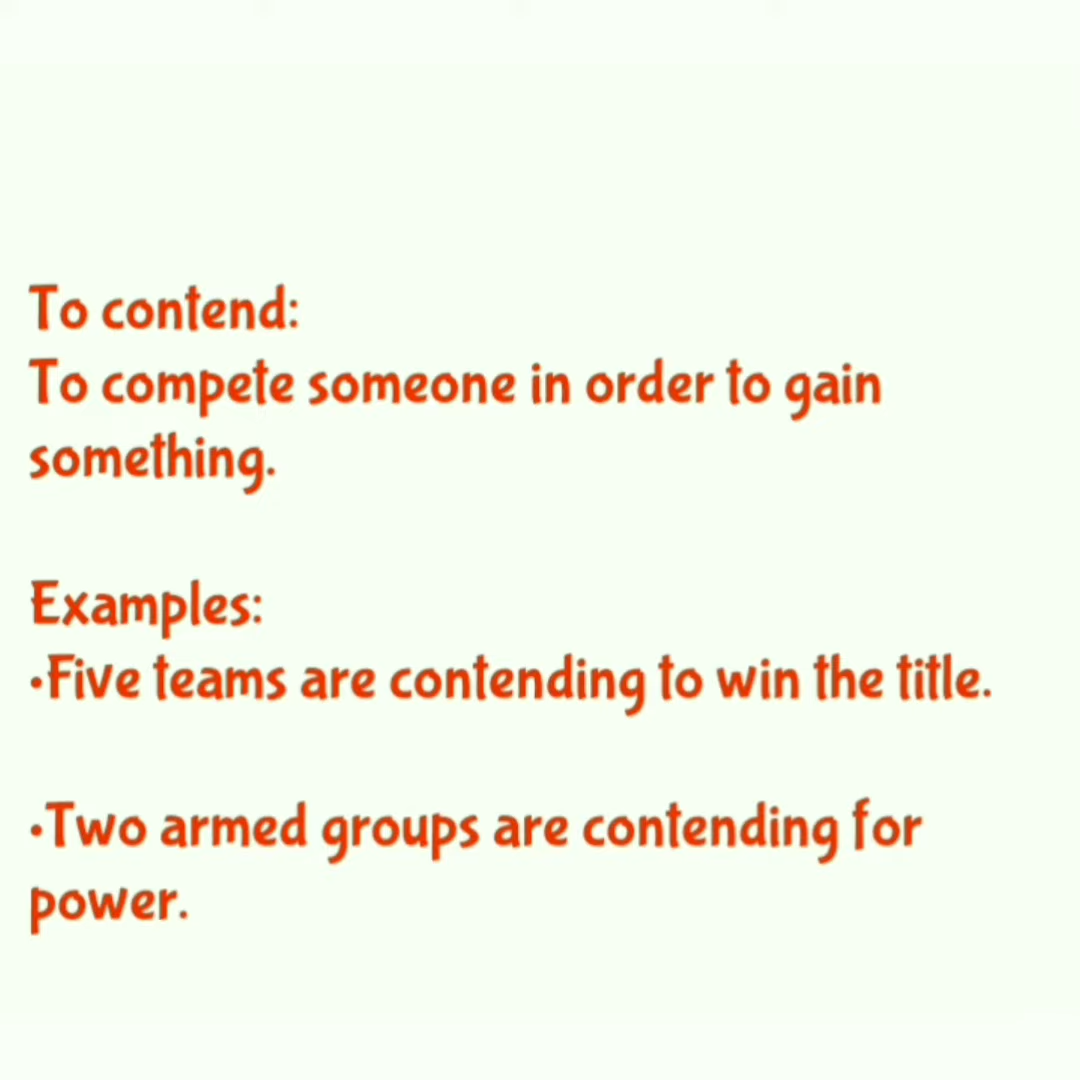 To contend:
To compete someone in order to gain
something.
Examples:
•Five teams are contending to win the title.
•Two armed groups are contending for
power.